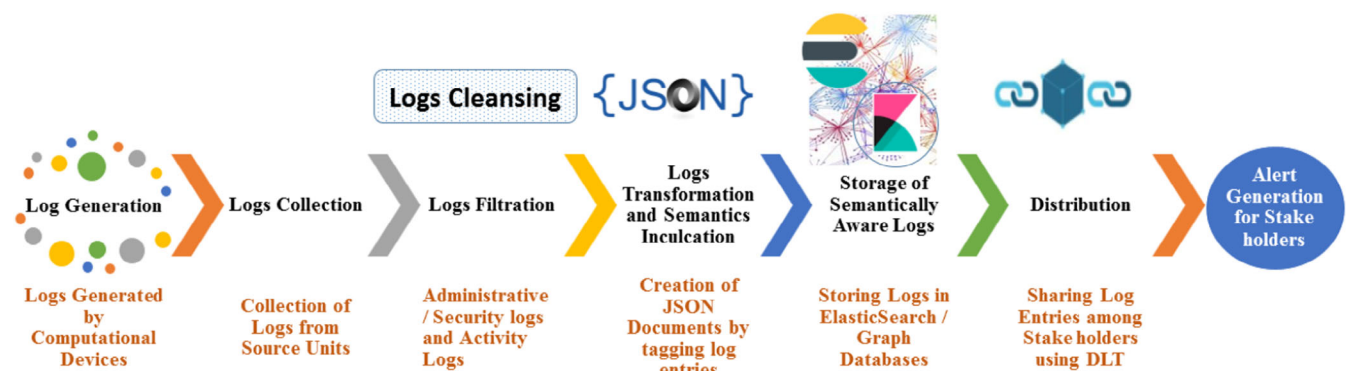 Logs Cleansing
{JSON}
Log Generation
Logs Collection
Logs Filtration
Logs
Transformation
and Semantics
Inculcation
Storage of
Semantically
Aware Logs
Distribution
Alert
Generation
for Stake
holders
Logs Generated
by
Computational
Devices
Collection of
Logs from
Source Units
Administrative
/ Security logs
and Activity
Logs
Creation of
JSON
Documents by
tagging log
entries
Storing Logs in
ElasticSearch /
Graph
Databases
Sharing Log
Entries among
Stake holders
using DLT